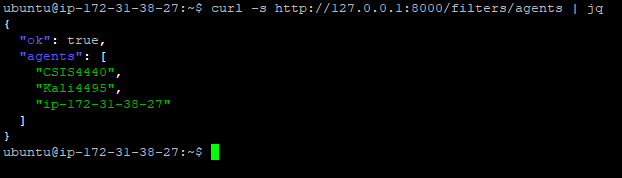 ubuntu@ip-172-31-38-27:~$ curl -s http://127.0.0.1:8000/filters/agents | jq
{
  "ok": true,
  "agents": [
    "CSIS4440",
    "Kali4495",
    "ip-172-31-38-27"
  ]
}
ubuntu@ip-172-31-38-27:~$